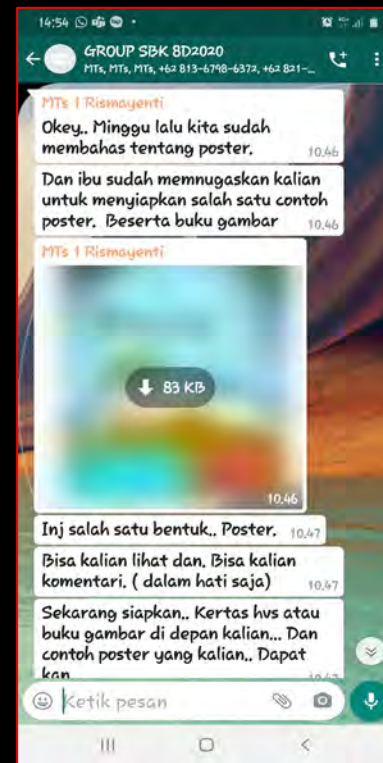 14:54
GROUP SBK 8D2020
MTs, MTs, MTs, +62 813-6798-6372, +62 821-...
MTs 1 Rismayenti
Okey.. Minggu lalu kita sudah
membahas tentang poster.
10.46
Dan ibu sudah memnugaskan kalian
untuk menyiapkan salah satu contoh
poster. Beserta buku gambar
10.46
MTs 1 Rismayenti
83 KB
10.46
Inj salah satu bentuk.. Poster.
10.47
Bisa kalian lihat dan. Bisa kalian
komentari. ( dalam hati saja)
10.47
Sekarang siapkan.. Kertas hvs atau
buku gambar di depan kalian... Dan
contoh poster yang kalian.. Dapat
kan
10.47
Ketik pesan